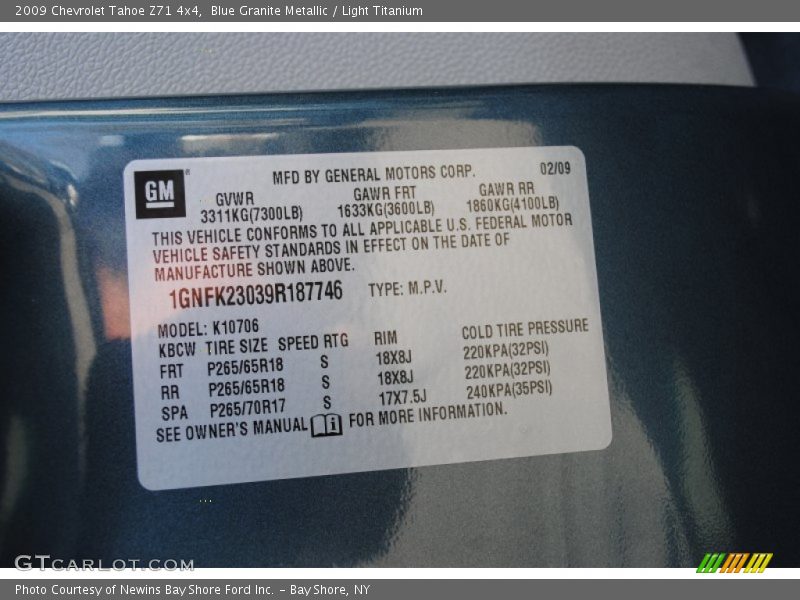 2009 Chevrolet Tahoe Z71 4x4,  Blue Granite Metallic / Light Titanium
GM®
MFD BY GENERAL MOTORS CORP. 02/09
GVWR GAWR FRT GAWR RR
3311KG(7300LB) 1633KG(3600LB) 1860KG(4100LB)
THIS VEHICLE CONFORMS TO ALL APPLICABLE U.S. FEDERAL MOTOR
VEHICLE SAFETY STANDARDS IN EFFECT ON THE DATE OF
MANUFACTURE SHOWN ABOVE.
1GNFK23039R187746 TYPE: M.P.V.
MODEL: K10706
KBCW TIRE SIZE SPEED RTG RIM COLD TIRE PRESSURE
FRT P265/65R18 S 18X8J 220KPA(32PSI)
RR P265/65R18 S 18X8J 220KPA(32PSI)
SPA P265/70R17 S 17X7.5J 240KPA(35PSI)
SEE OWNER'S MANUAL i FOR MORE INFORMATION.
GTCARLOT.COM
Photo Courtesy of Newins Bay Shore Ford Inc. - Bay Shore, NY